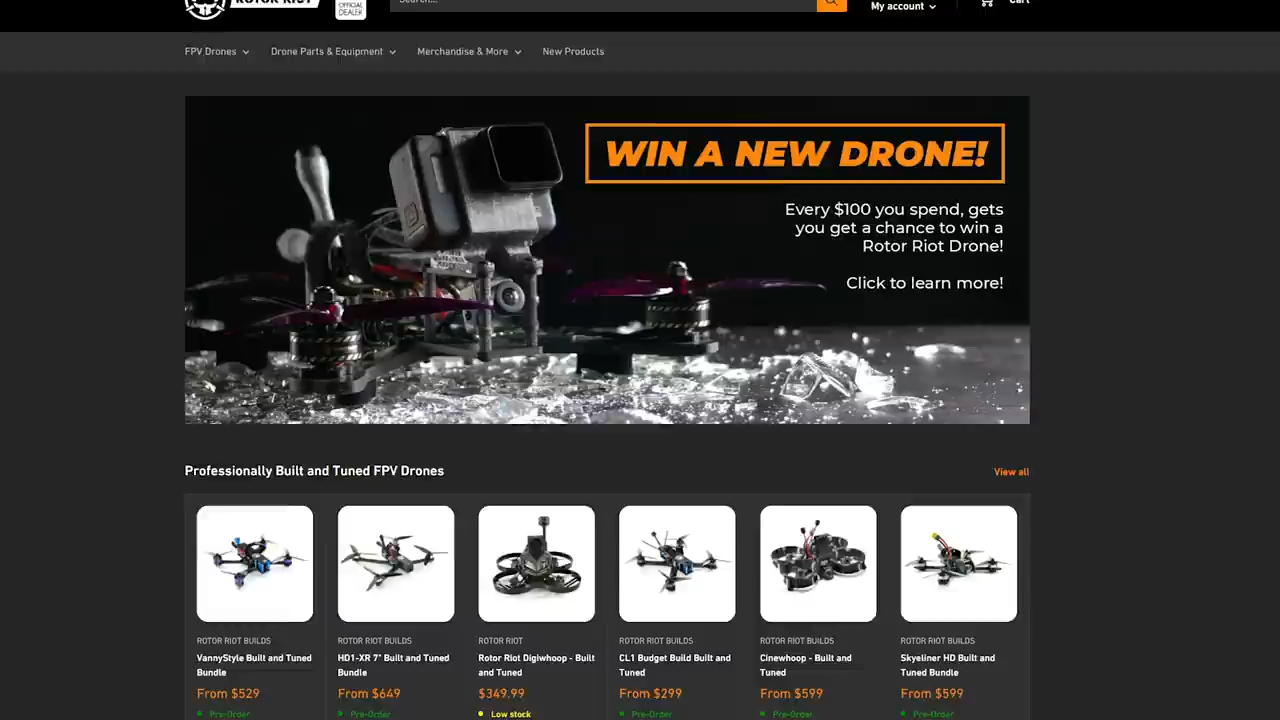 ROTOR RIOT
OFFICIAL
DEALER
Search...
My account
Cart
FPV Drones
Drone Parts & Equipment
Merchandise & More
New Products
WIN A NEW DRONE!
Every $100 you spend, gets
you get a chance to win a
Rotor Riot Drone!
Click to learn more!
Professionally Built and Tuned FPV Drones
View all
ROTOR RIOT BUILDS
VannyStyle Built and Tuned
Bundle
From $529
Pre-Order
ROTOR RIOT BUILDS
HD1-XR 7" Built and Tuned
Bundle
From $649
Pre-Order
ROTOR RIOT
Rotor Riot Digiwhoop - Built
and Tuned
$349.99
Low stock
ROTOR RIOT BUILDS
CL1 Budget Build Built and
Tuned
From $299
Pre-Order
ROTOR RIOT BUILDS
Cinewhoop - Built and
Tuned
From $599
Pre-Order
ROTOR RIOT BUILDS
Skyeliner HD Built and
Tuned Bundle
From $599
Pre-Order